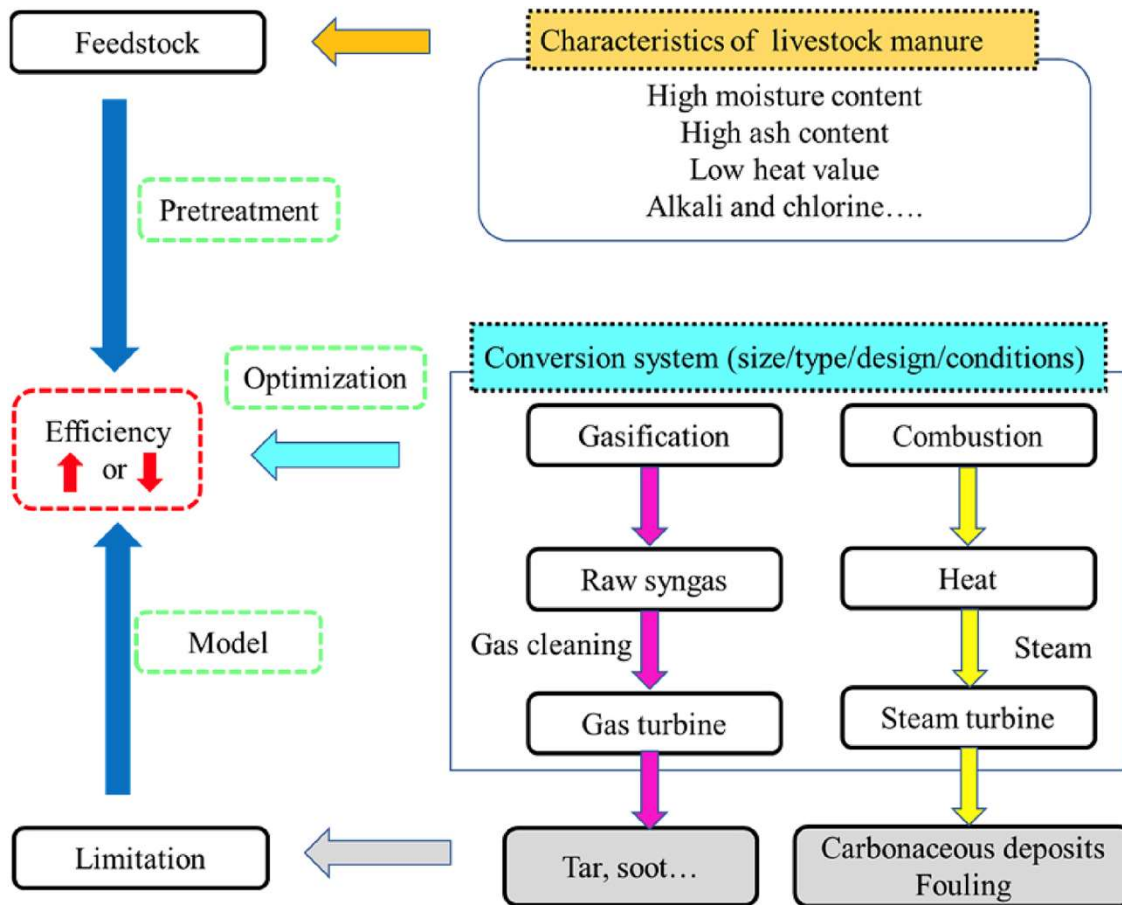 Feedstock
Characteristics of livestock manure
High moisture content
High ash content
Low heat value
Alkali and chlorine….
Pretreatment
Conversion system (size/type/design/conditions)
Optimization
Efficiency
or
Gasification
Combustion
Raw syngas
Heat
Gas cleaning
Steam
Model
Gas turbine
Steam turbine
Limitation
Tar, soot…
Carbonaceous deposits
Fouling